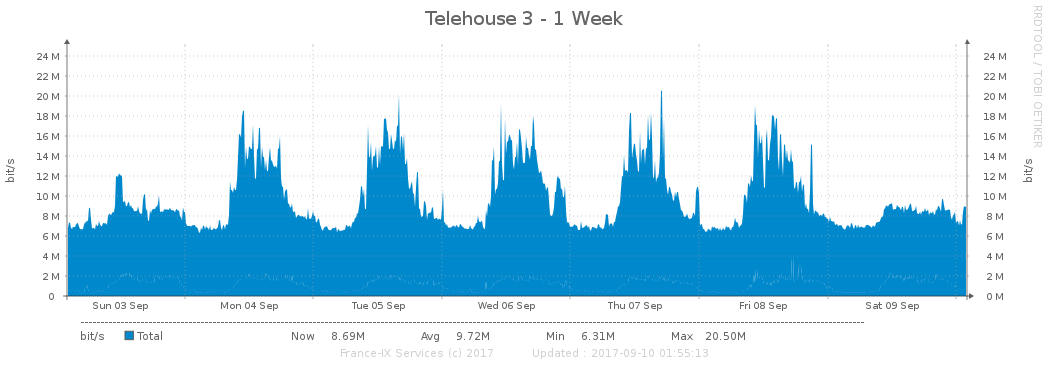 Telehouse 3 - 1 Week
RRDTOOL / TOBI OETIKER
24 M 24 M
22 M 22 M
20 M 20 M
18 M 18 M
16 M 16 M
14 M 14 M
12 M 12 M
10 M 10 M
8 M 8 M
6 M 6 M
4 M 4 M
2 M 2 M
0 0 M
bit/s
bit/s
Sun 03 Sep Mon 04 Sep Tue 05 Sep Wed 06 Sep Thu 07 Sep Fri 08 Sep Sat 09 Sep
bit/s Total Now 8.69M Avg 9.72M Min 6.31M Max 20.50M
France-IX Services (c) 2017 Updated : 2017-09-10 01:55:13